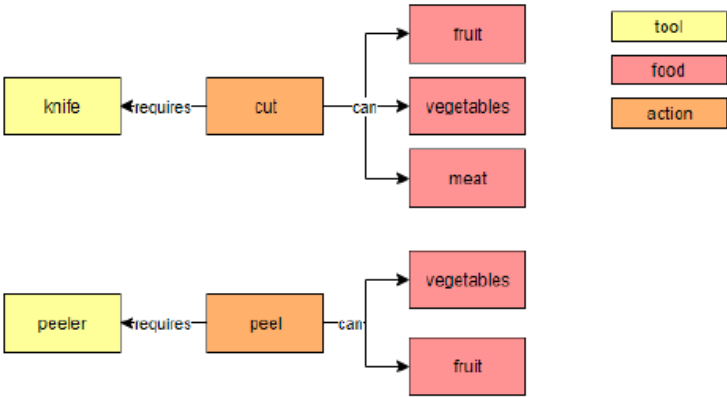 fruit
tool
food
knife
requires
cut
can
vegetables
action
meat
vegetables
peeler
requires
peel
can
fruit